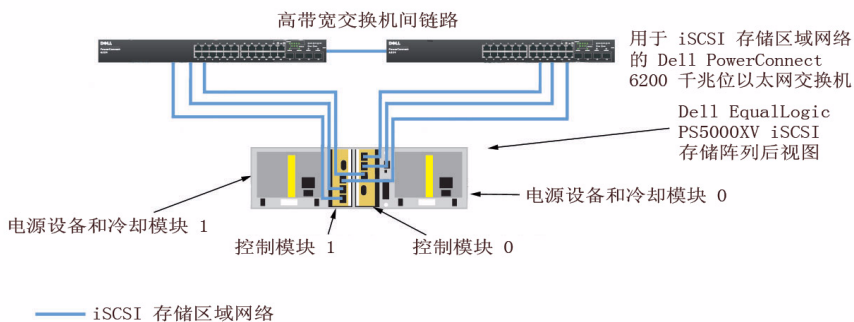 高带宽交换机间链路
DELL
DELL
用于 iSCSI 存储区域网络
的 Dell PowerConnect
6200 千兆位以太网交换机
Dell EqualLogic
PS5000XV iSCSI
存储阵列后视图
电源设备和冷却模块 0
电源设备和冷却模块 1
控制模块 1
控制模块 0
iSCSI 存储区域网络